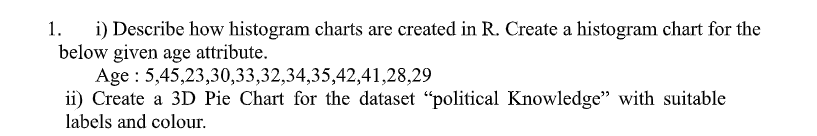 1. i) Describe how histogram charts are created in R. Create a histogram chart for the
below given age attribute.
Age : 5,45,23,30,33,32,34,35,42,41,28,29
ii) Create a 3D Pie Chart for the dataset “political Knowledge” with suitable
labels and colour.